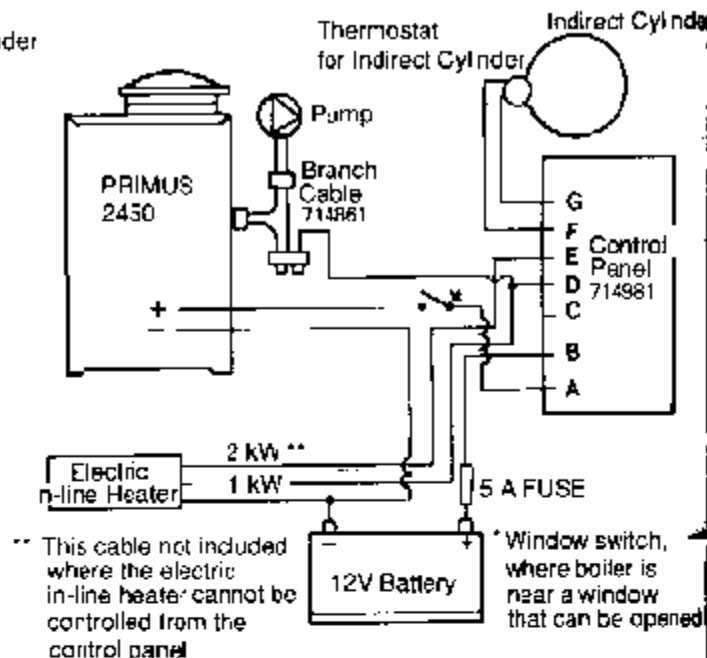 Indirect Cylinde
Thermostat
for Indirect Cylinder
der
Pump
PRIMUS
2450
Branch
Cable
714861
G
F
E
D
C
B
A
Control
Panel
714981
+
−
*
2 kW **
1 kW
Electric
n-line Heater
5 A FUSE
− +
12V Battery
** This cable not included
where the electric
in-line heater cannot be
controlled from the
control panel
* Window switch,
where boiler is
near a window
that can be opened